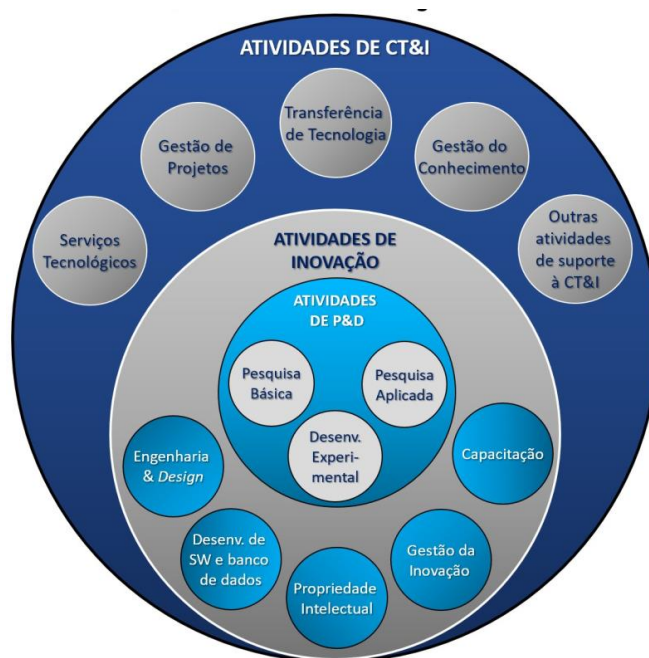 ATIVIDADES DE CT&I
Transferência
de Tecnologia
Gestão de
Projetos
Gestão do
Conhecimento
Serviços
Tecnológicos
Outras
atividades
de suporte
à CT&I
ATIVIDADES DE
INOVAÇÃO
ATIVIDADES
DE P&D
Pesquisa
Básica
Pesquisa
Aplicada
Desenv.
Experi-
mental
Engenharia
& Design
Capacitação
Desenv. de
SW e banco
de dados
Gestão da
Inovação
Propriedade
Intelectual